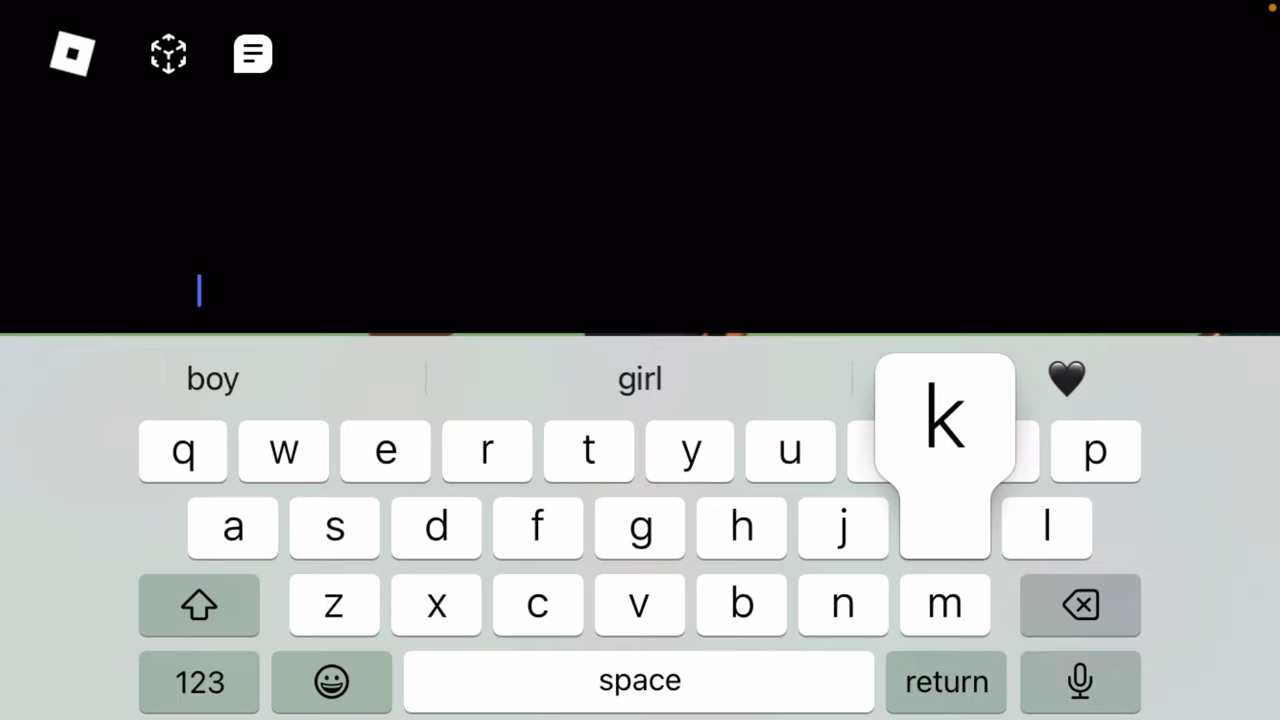 boy girl 🖤
k
q w e r t y u p
a s d f g h j l
z x c v b n m
123 space return